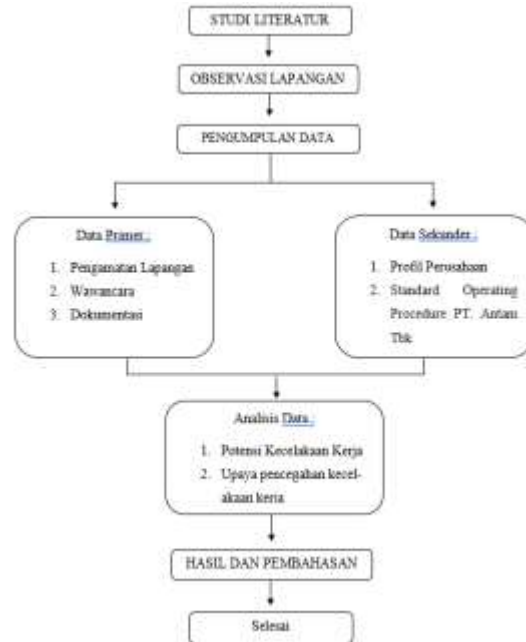 STUDI LITERATUR
OBSERVASI LAPANGAN
PENGUMPULAN DATA
Data Primer :
1. Pengamatan Lapangan
2. Wawancara
3. Dokumentasi
Data Sekunder :
1. Profil Perusahaan
2. Standard Operating
Procedure PT. Antam
Tbk
Analisis Data :
1. Potensi Kecelakaan Kerja
2. Upaya pencegahan kecel-
akaan kerja
HASIL DAN PEMBAHASAN
Selesai